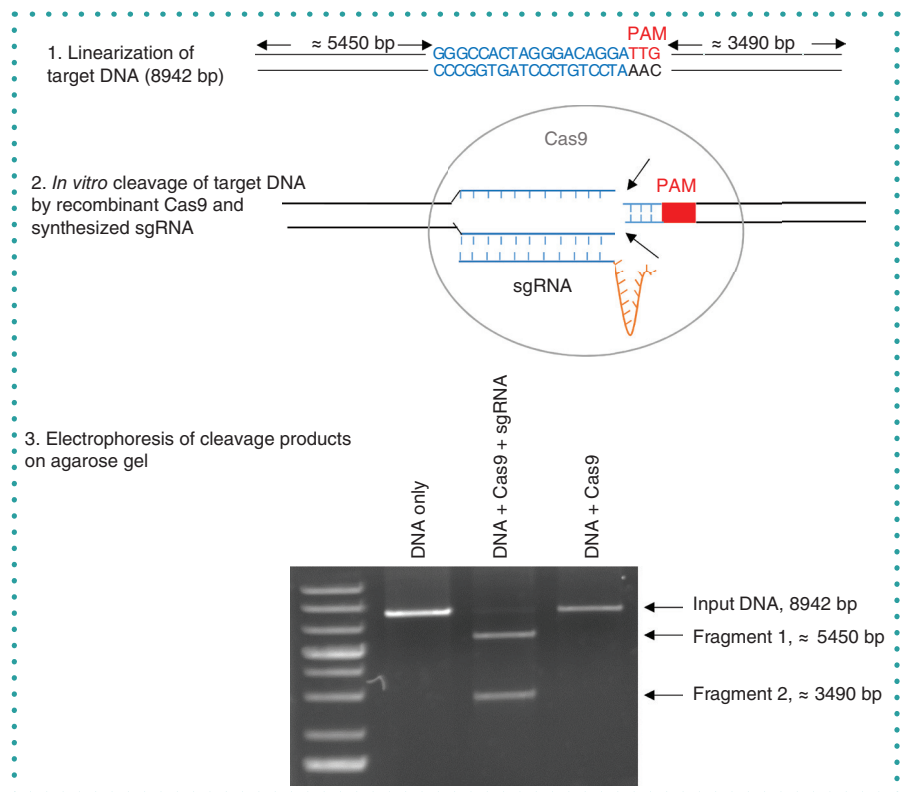 PAM
1. Linearization of
target DNA (8942 bp)
≈ 5450 bp
GGGCCACTAGGGACAGGATTG
CCCGGTGATCCCTGTCCTAAAC
≈ 3490 bp
Cas9
2. In vitro cleavage of target DNA
by recombinant Cas9 and
synthesized sgRNA
PAM
sgRNA
3. Electrophoresis of cleavage products
on agarose gel
DNA only
DNA + Cas9 + sgRNA
DNA + Cas9
Input DNA, 8942 bp
Fragment 1, ≈ 5450 bp
Fragment 2, ≈ 3490 bp